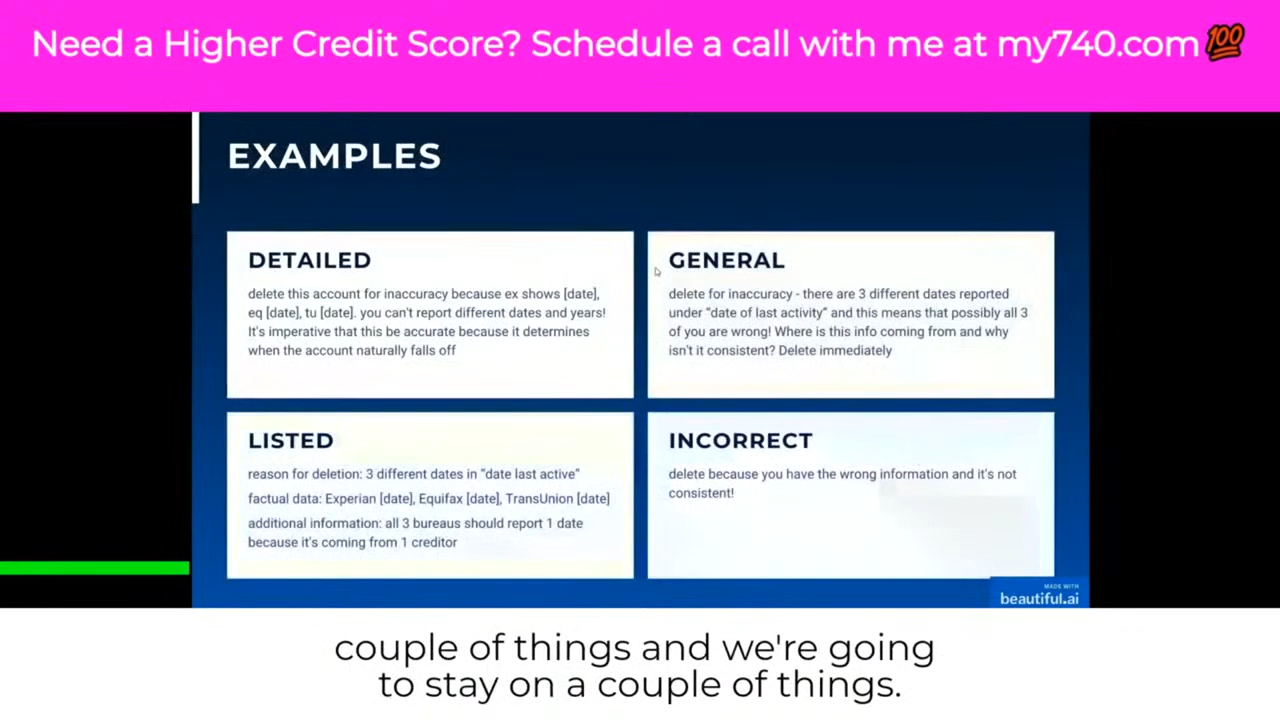 Need a Higher Credit Score? Schedule a call with me at my740.com💯
EXAMPLES
DETAILED
delete this account for inaccuracy because ex shows [date],
eq [date], tu [date]. you can't report different dates and years!
It's imperative that this be accurate because it determines
when the account naturally falls off
GENERAL
delete for inaccuracy - there are 3 different dates reported
under "date of last activity" and this means that possibly all 3
of you are wrong! Where is this info coming from and why
isn't it consistent? Delete immediately
LISTED
reason for deletion: 3 different dates in "date last active"
factual data: Experian [date], Equifax [date], TransUnion [date]
additional information: all 3 bureaus should report 1 date
because it's coming from 1 creditor
INCORRECT
delete because you have the wrong information and it's not
consistent!
MADE WITH
beautiful.ai
couple of things and we're going
to stay on a couple of things.